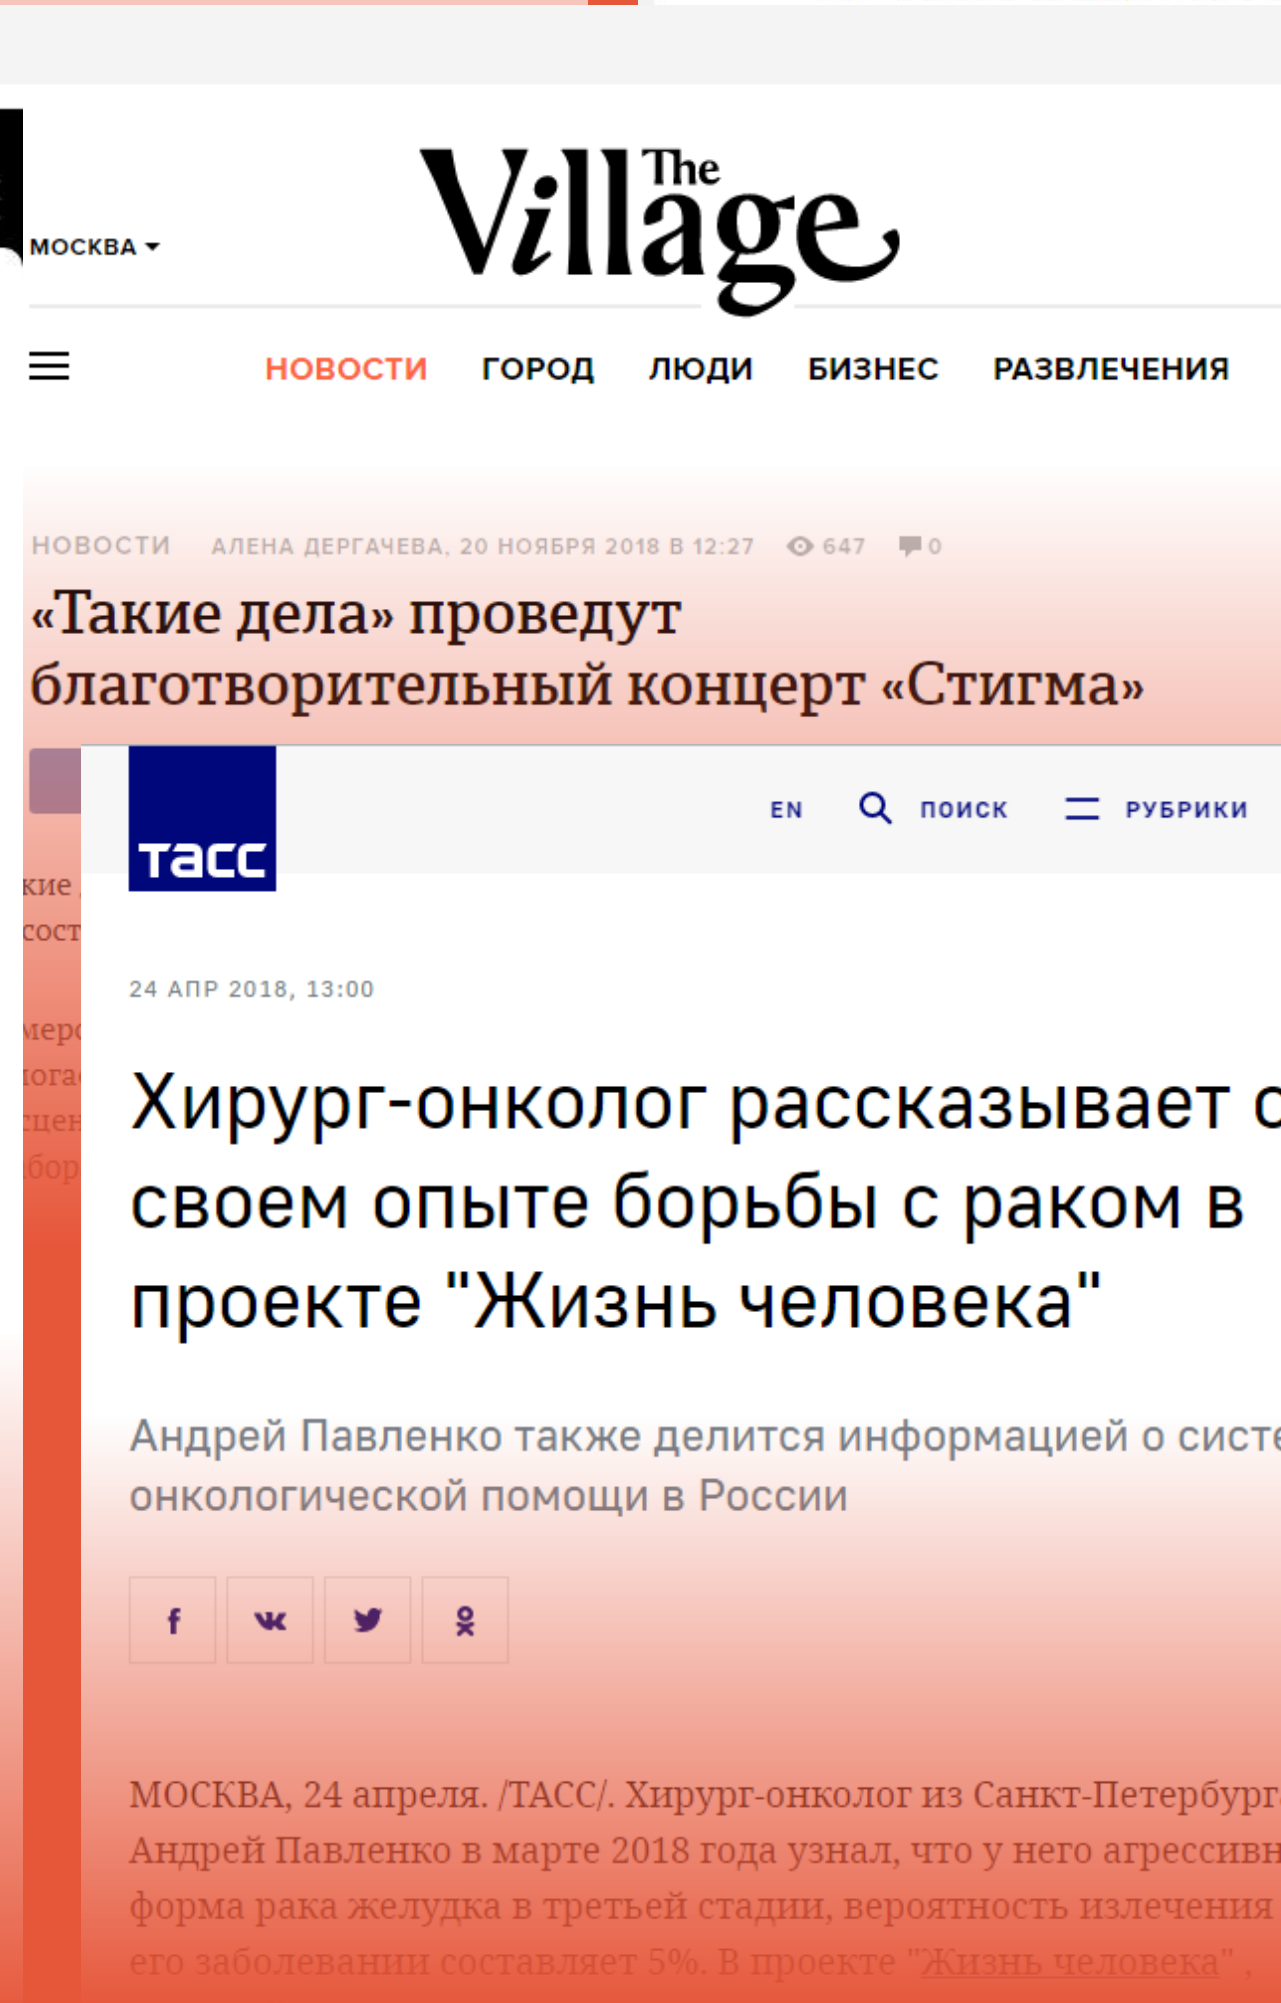 The
Village
МОСКВА
НОВОСТИ ГОРОД ЛЮДИ БИЗНЕС РАЗВЛЕЧЕНИЯ
НОВОСТИ АЛЕНА ДЕРГАЧЕВА, 20 НОЯБРЯ 2018 В 12:27 647 0
«Такие дела» проведут
благотворительный концерт «Стигма»
тасс
EN ПОИСК РУБРИКИ
24 АПР 2018, 13:00
Хирург-онколог рассказывает о
своем опыте борьбы с раком в
проекте "Жизнь человека"
Андрей Павленко также делится информацией о
онкологической помощи в России
МОСКВА, 24 апреля. /ТАСС/. Хирург-онколог из
Андрей Павленко в марте 2018 года узнал, что у него
форма рака желудка в третьей стадии, вероятность излечения
его заболевании составляет 5%. В проекте "Жизнь человека" ,